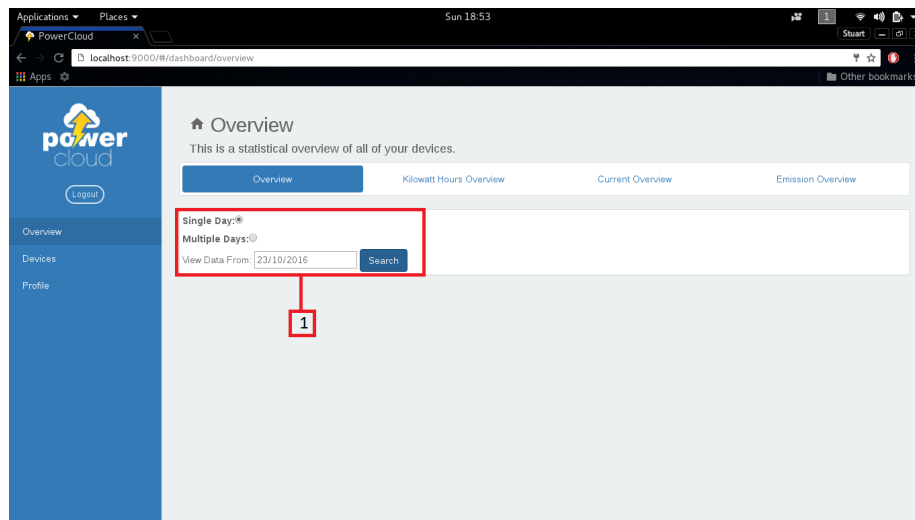 Applications Places Sun 18:53 1
PowerCloud × Stuart
localhost:9000/#/dashboard/overview
Apps Other bookmarks
power
cloud
Logout
Overview
Devices
Profile
Overview
This is a statistical overview of all of your devices.
Overview Kilowatt Hours Overview Current Overview Emission Overview
Single Day:
Multiple Days:
View Data From: 23/10/2016 Search
1